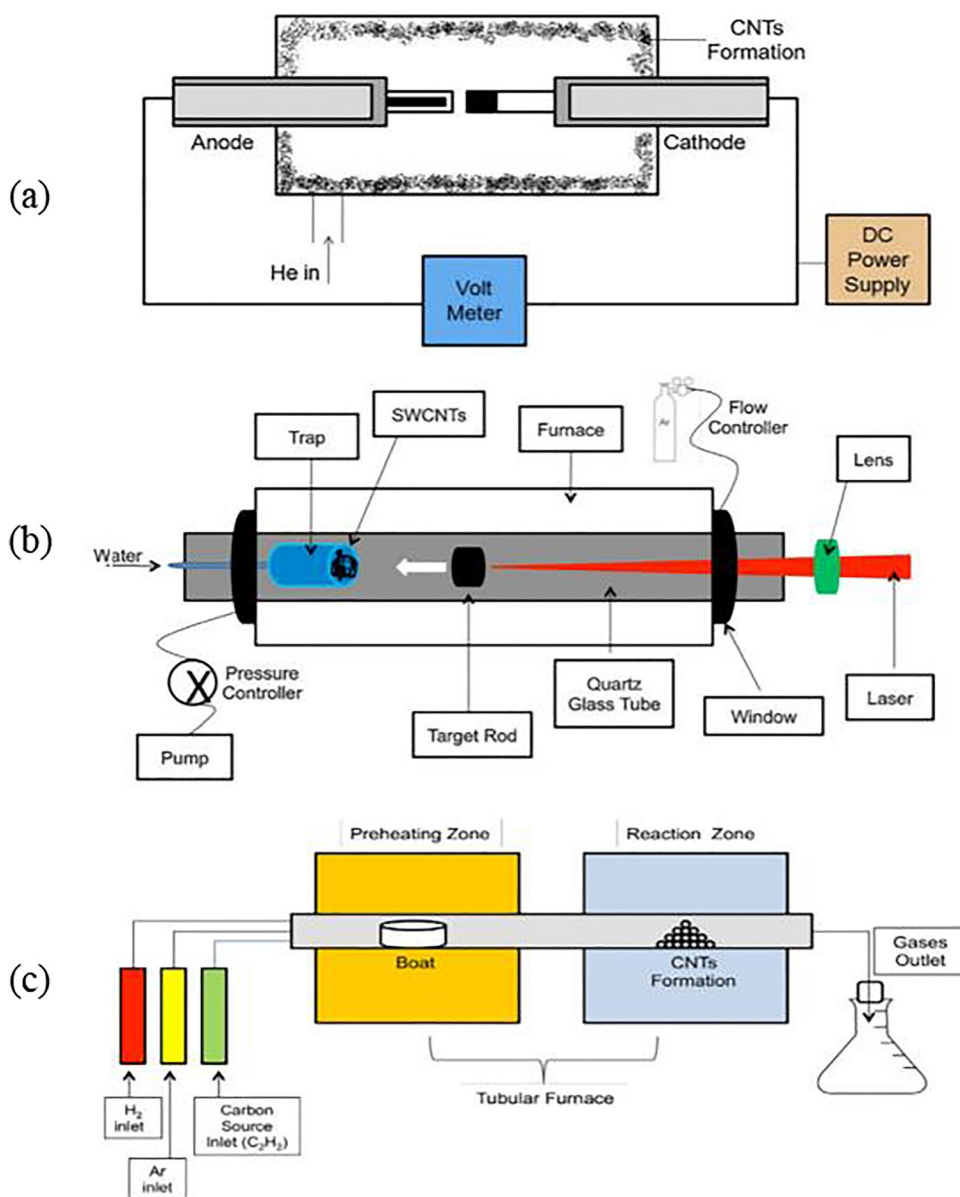 CNTs
Formation
Anode
Cathode
(a)
He in
Volt
Meter
DC
Power
Supply
SWCNTs
Trap
Furnace
Flow
Controller
Ar
Lens
(b)
Water
Pressure
Controller
X
Quartz
Glass Tube
Target Rod
Window
Laser
Pump
Preheating Zone
Reaction Zone
Boat
CNTs
Formation
Gases
Outlet
(c)
Tubular Furnace
H₂
inlet
Carbon
Source
Inlet (C₂H₂)
Ar
inlet